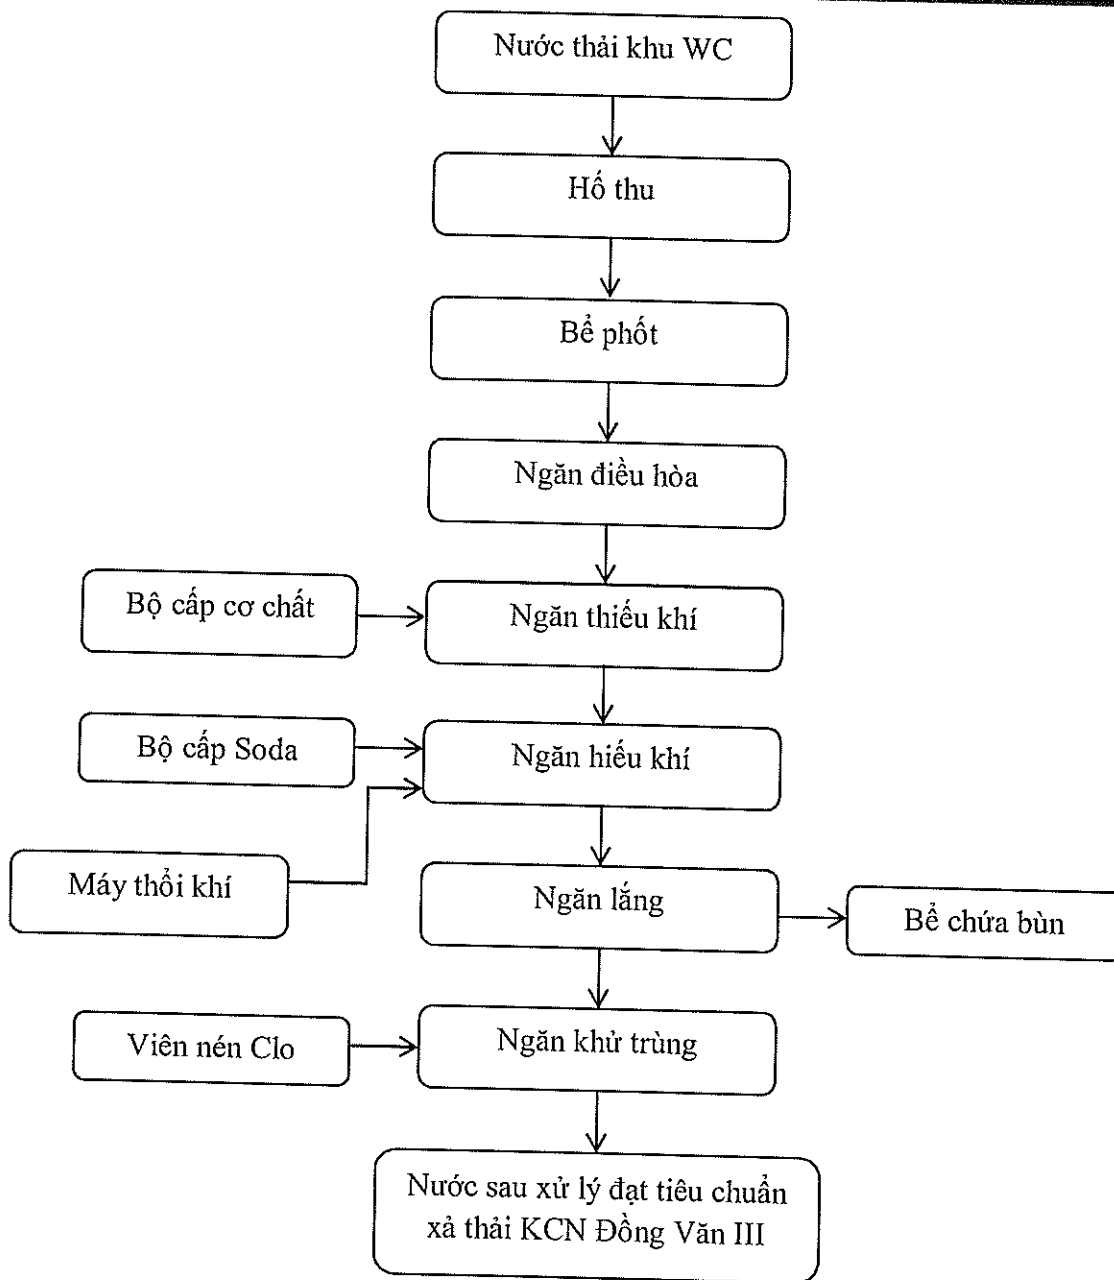 Nước thải khu WC
Hố thu
Bể phốt
Ngăn điều hòa
Bộ cấp cơ chất
Ngăn thiếu khí
Bộ cấp Soda
Ngăn hiếu khí
Máy thổi khí
Ngăn lắng
Bể chứa bùn
Viên nén Clo
Ngăn khử trùng
Nước sau xử lý đạt tiêu chuẩn
xả thải KCN Đồng Văn III